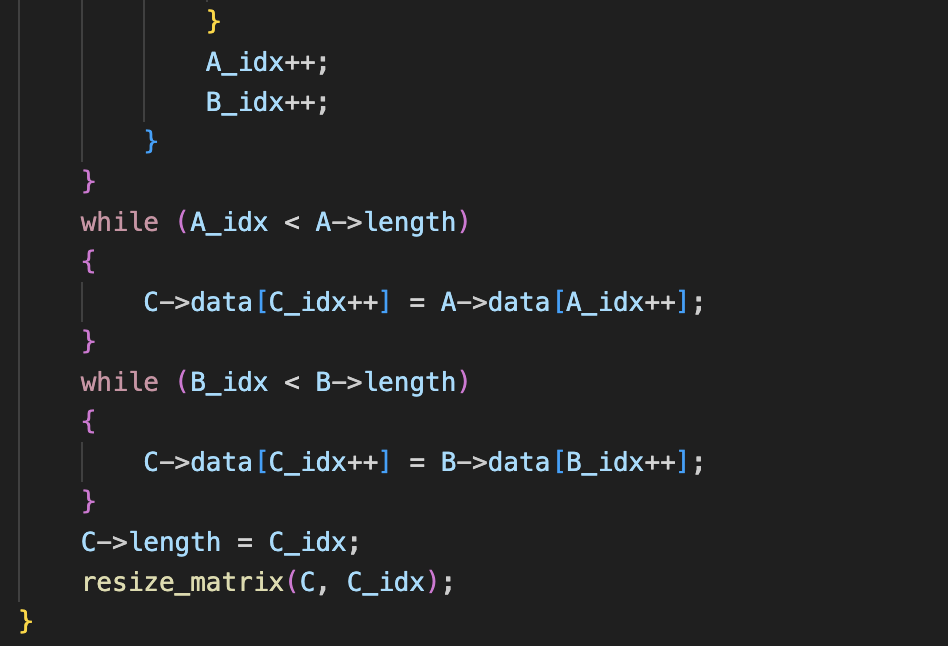 }
A_idx++;
B_idx++;
}
}
while (A_idx < A->length)
{
C->data[C_idx++] = A->data[A_idx++];
}
while (B_idx < B->length)
{
C->data[C_idx++] = B->data[B_idx++];
}
C->length = C_idx;
resize_matrix(C, C_idx);
}